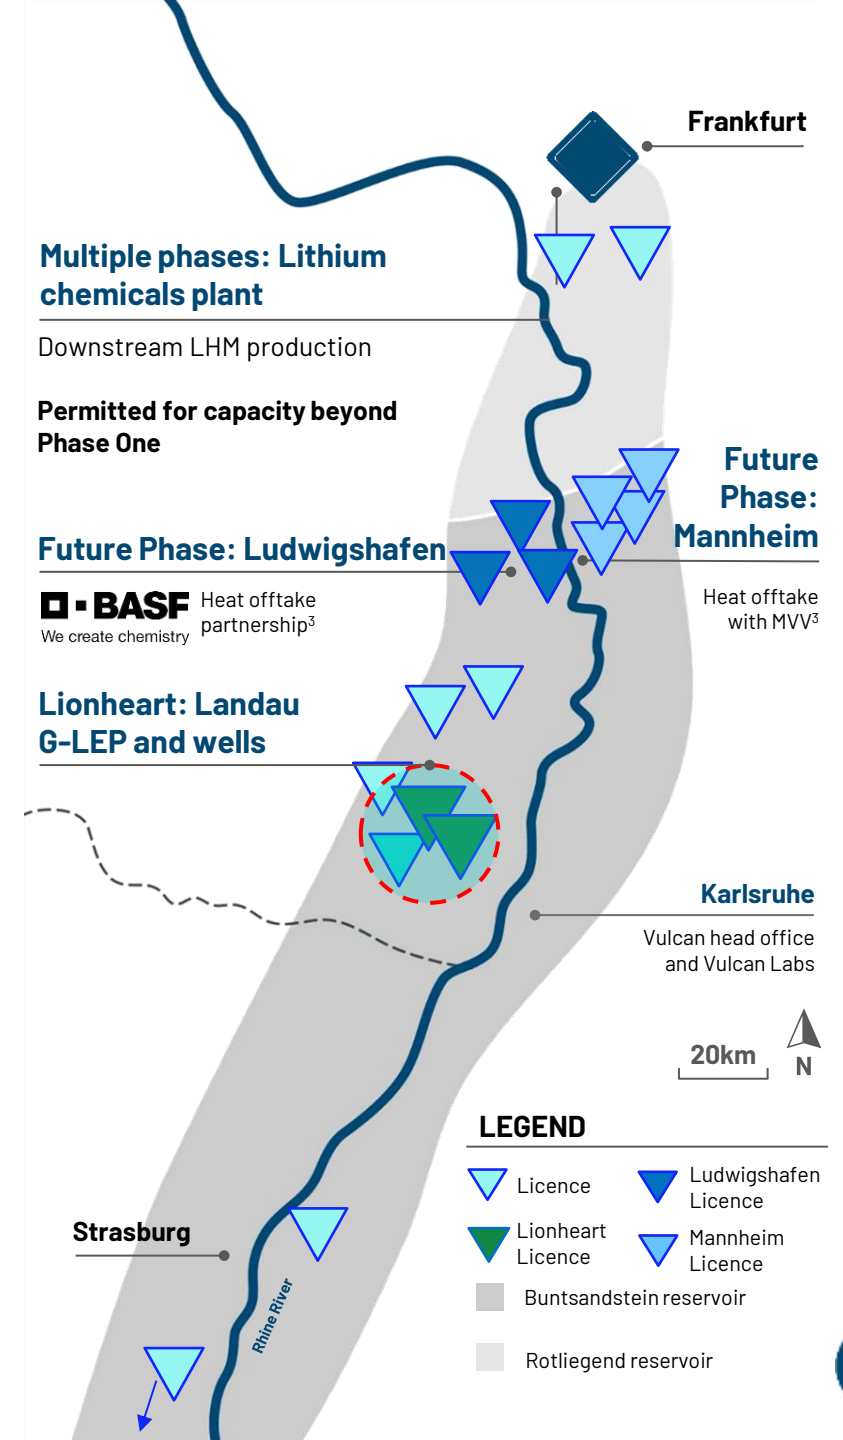 Frankfurt
Multiple phases: Lithium
chemicals plant
Downstream LHM production
Permitted for capacity beyond
Phase One
Future
Phase:
Mannheim
Heat offtake
with MVV3
Future Phase: Ludwigshafen
BASF
We create chemistry
Heat offtake
partnership3
Lionheart: Landau
G-LEP and wells
Karlsruhe
Vulcan head office
and Vulcan Labs
20km
N
Strasburg
Rhine River
LEGEND
Licence
Ludwigshafen
Licence
Lionheart
Licence
Mannheim
Licence
Buntsandstein reservoir
Rotliegend reservoir